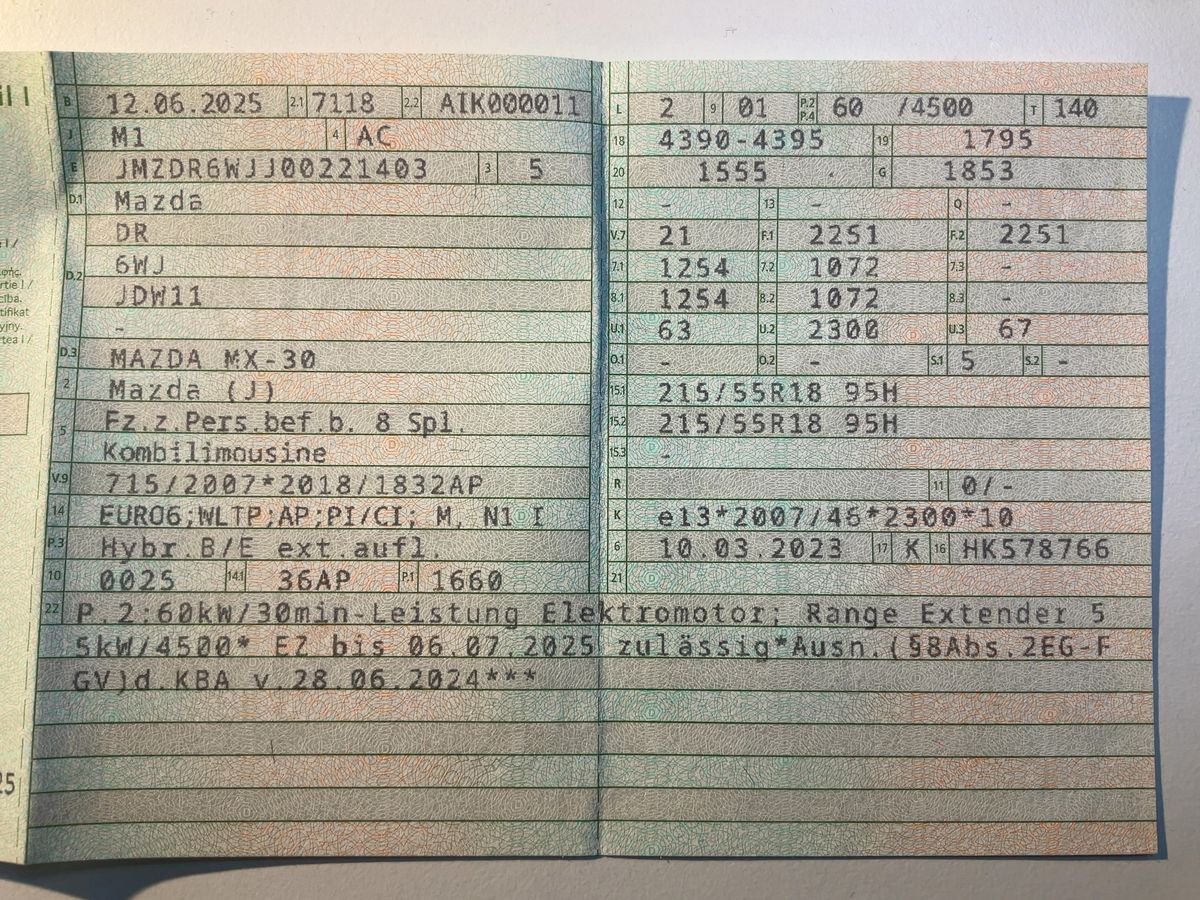 il I
B 12.06.2025 2.1 7118 2.2 AIK000011
J M1 4 AC
E JMZDR6WJJ00221403 3 5
D.1 Mazda
DR
D.2 6WJ
JDW11
-
D.3 MAZDA MX-30
2 Mazda (J)
5 Fz.z.Pers.bef.b. 8 Spl.
Kombilimousine
V.9 715/2007*2018/1832AP
14 EURO6;WLTP;AP;PI/CI; M, N1 I
P.3 Hybr.B/E ext.aufl.
10 0025 14.1 36AP P.1 1660
L 2 9 01 P.2 P.4 60 /4500 T 140
18 4390-4395 19 1795
20 1555 - G 1853
12 - 13 - Q -
V.7 21 F.1 2251 F.2 2251
7.1 1254 7.2 1072 7.3 -
8.1 1254 8.2 1072 8.3 -
U.1 63 U.2 2300 U.3 67
O.1 - O.2 - S.1 5 S.2 -
15.1 215/55R18 95H
15.2 215/55R18 95H
15.3 -
R 11 0/-
K e13*2007/46*2300*10
6 10.03.2023 17 K 16 HK578766
21
22 P.2:60kW/30min-Leistung Elektromotor; Range Extender 5
5kW/4500* EZ bis 06.07.2025 zulässig*Ausn.(§8Abs.2EG-F
GV)d.KBA v.28.06.2024***
rtie I /
cība.
tifikat
yjny.
rtea I /
25